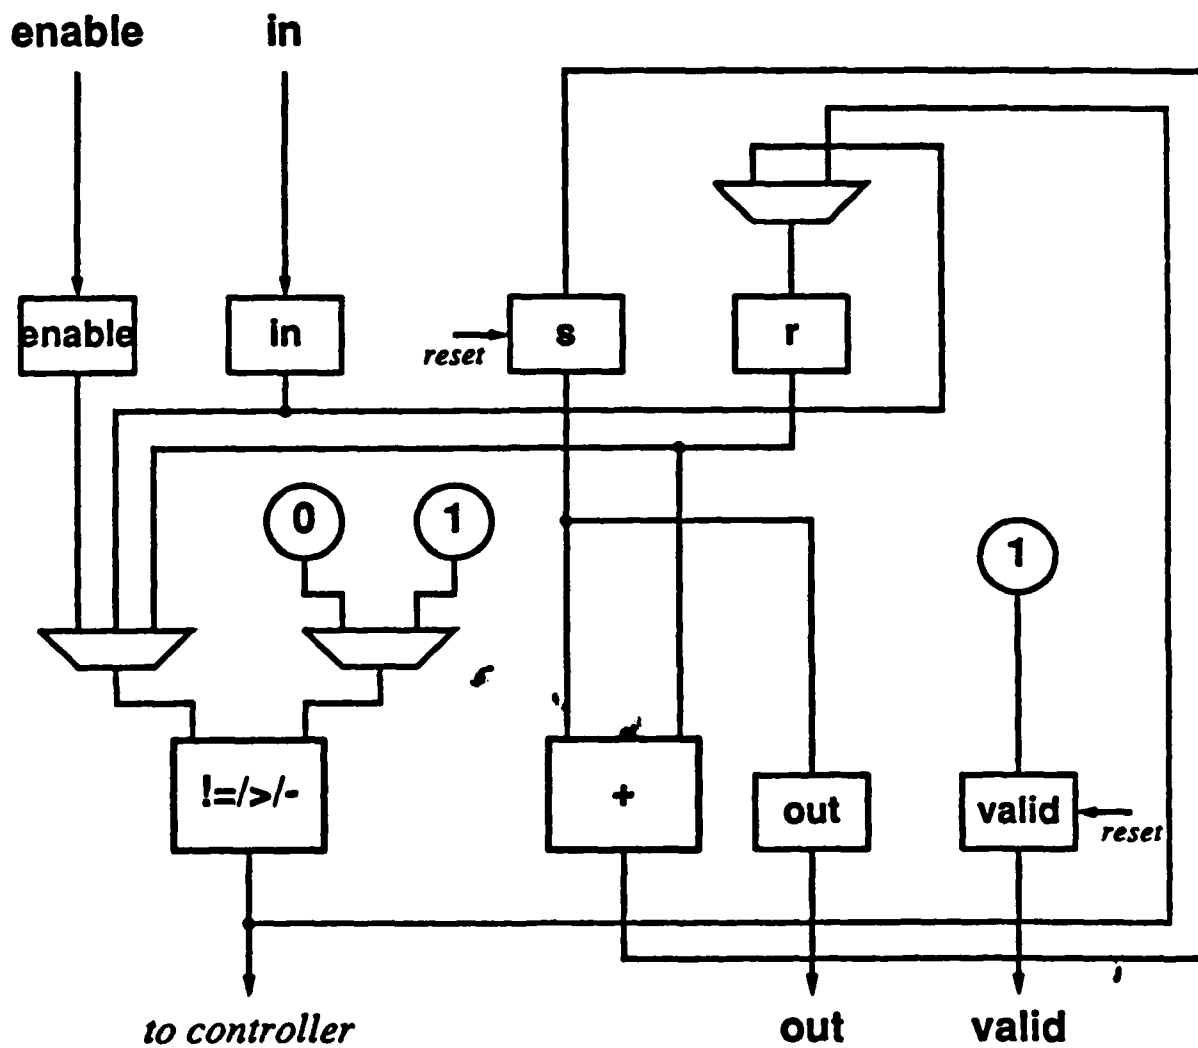 enable in
enable
in
s
r
reset
0
1
1
!=/>/-
+
out
valid
reset
to controller
out
valid